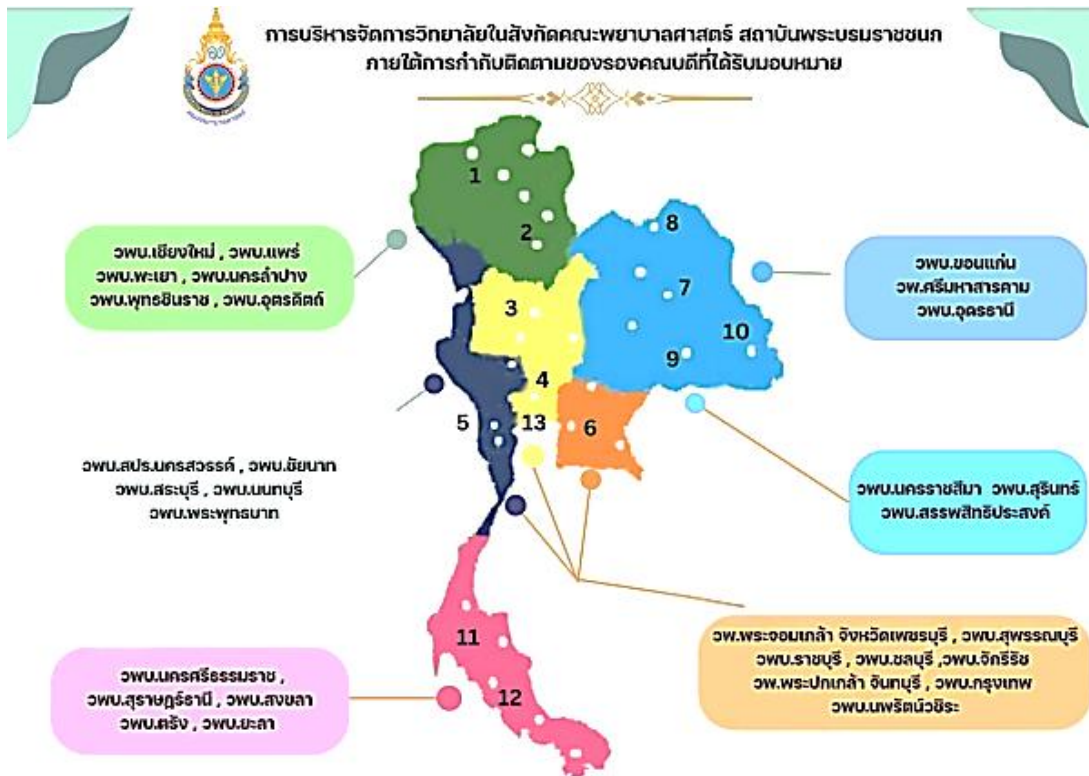 การบริหารจัดการวิทยาลัยในสังกัดคณะพยาบาลศาสตร์ สถาบันพระบรมราชชนก
ภายใต้การกำกับติดตามของรองคณบดีที่ได้รับมอบหมาย
1
2
8
วพบ.เชียงใหม่ , วพบ.แพร่
วพบ.พะเยา , วพบ.นครลำปาง
วพบ.พุทธชินราช , วพบ.อุตรดิตถ์
วพบ.ขอนแก่น
วพ.ศรีมหาสารคาม
วพบ.อุดรธานี
7
3
10
9
4
5
13
6
วพบ.สปร.นครสวรรค์ , วพบ.ชัยนาท
วพบ.สระบุรี , วพบ.นนทบุรี
วพบ.พระพุทธบาท
วพบ.นครราชสีมา วพบ.สุรินทร์
วพบ.สรรพสิทธิประสงค์
11
12
วพบ.นครศรีธรรมราช ,
วพบ.สุราษฎร์ธานี , วพบ.สงขลา
วพบ.ตรัง , วพบ.ยะลา
วพ.พระจอมเกล้า จังหวัดเพชรบุรี , วพบ.สุพรรณบุรี
วพบ.ราชบุรี , วพบ.ชลบุรี ,วพบ.จักรีรัช
วพ.พระปกเกล้า จันทบุรี , วพบ.กรุงเทพ
วพบ.นพรัตน์วชิระ